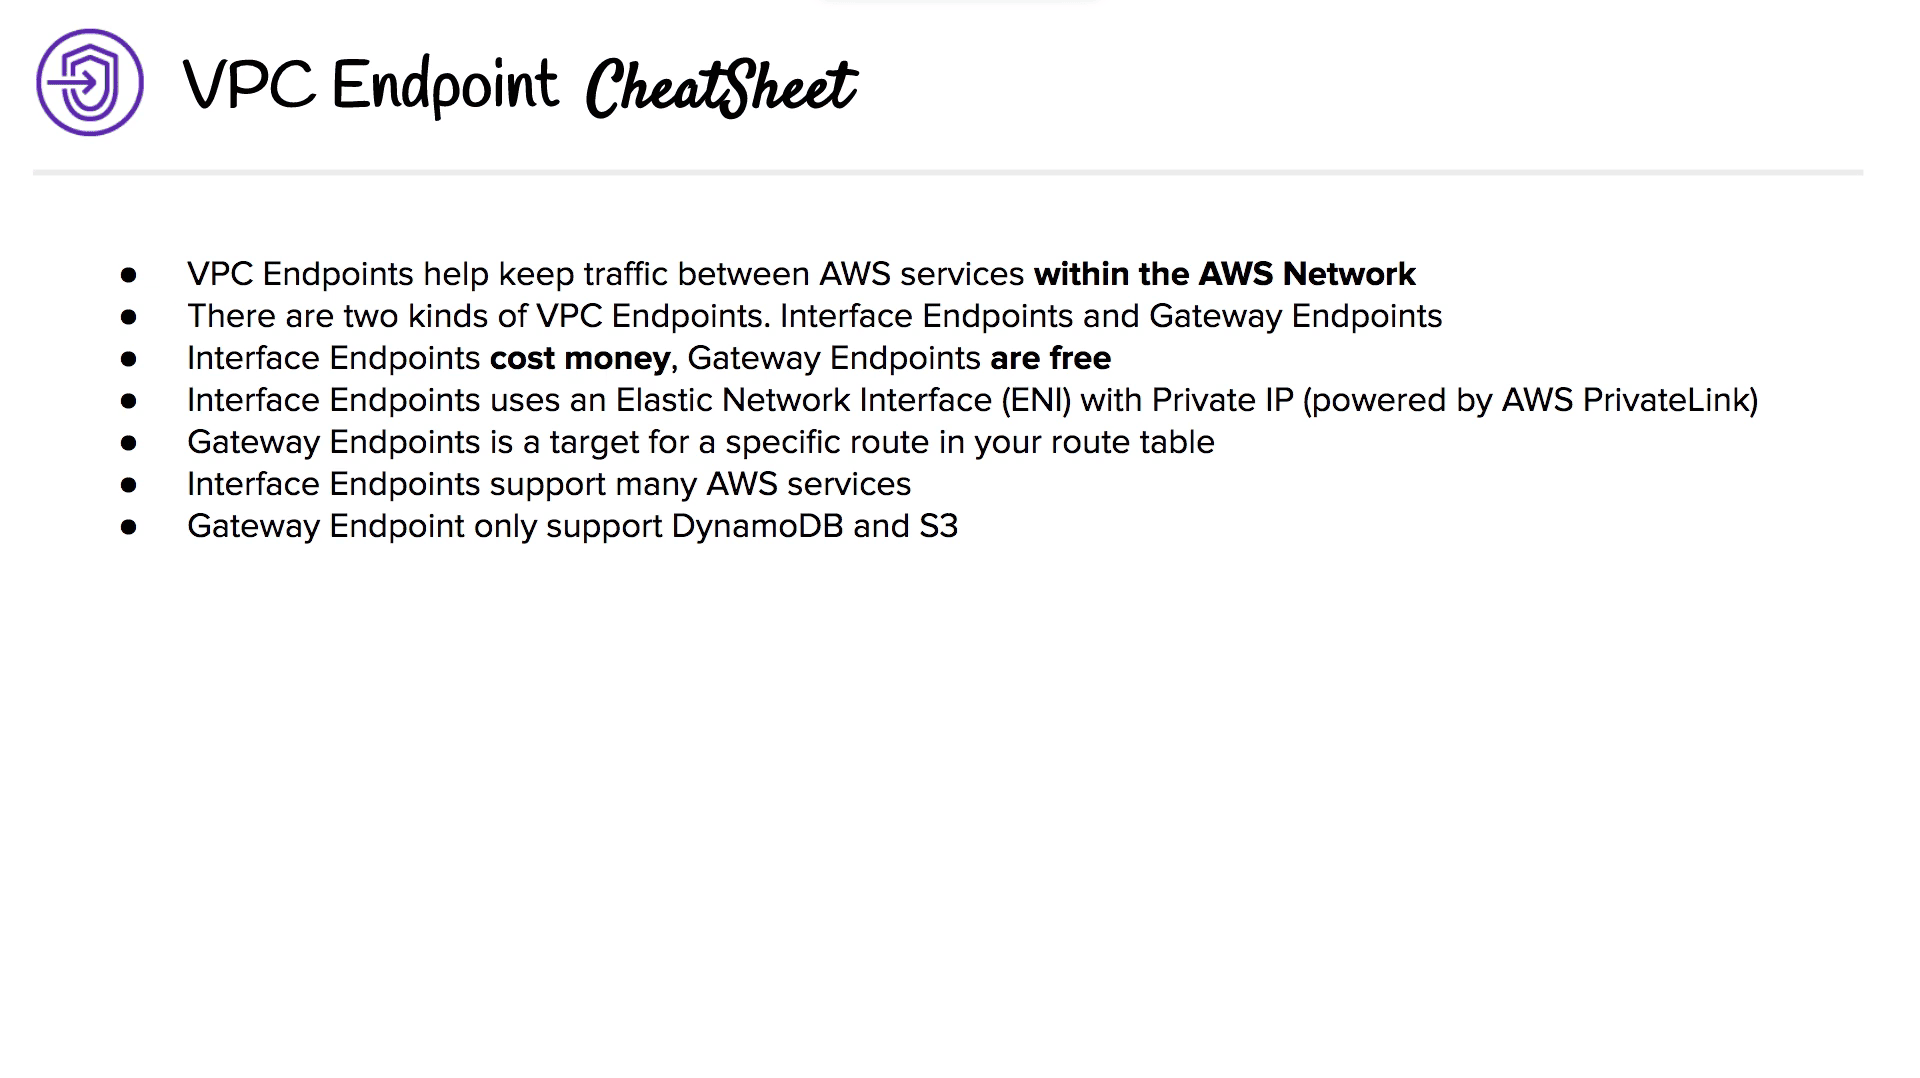 VPC Endpoint CheatSheet
● VPC Endpoints help keep traffic between AWS services within the AWS Network
● There are two kinds of VPC Endpoints. Interface Endpoints and Gateway Endpoints
● Interface Endpoints cost money, Gateway Endpoints are free
● Interface Endpoints uses an Elastic Network Interface (ENI) with Private IP (powered by AWS PrivateLink)
● Gateway Endpoints is a target for a specific route in your route table
● Interface Endpoints support many AWS services
● Gateway Endpoint only support DynamoDB and S3